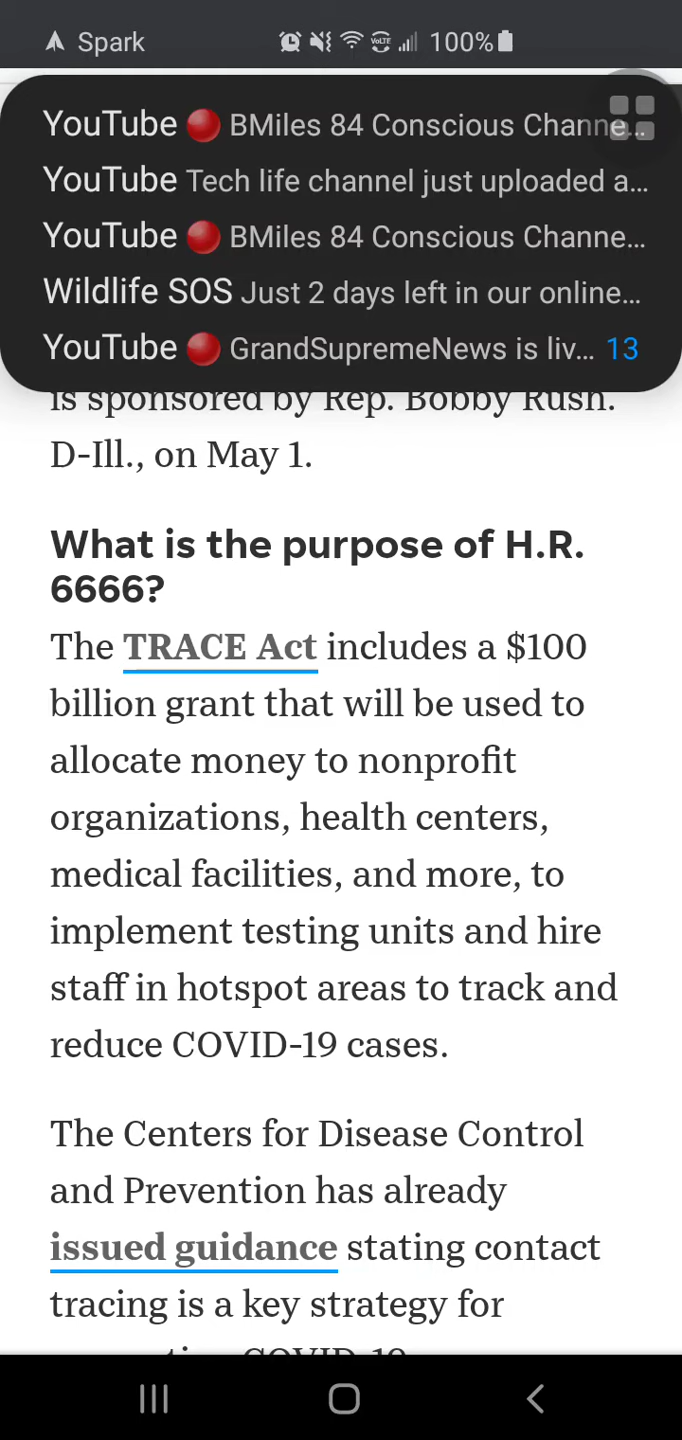 Spark
VoLTE
100%
YouTube BMiles 84 Conscious Channe...
YouTube Tech life channel just uploaded a...
YouTube BMiles 84 Conscious Channe...
Wildlife SOS Just 2 days left in our online...
YouTube GrandSupremeNews is liv... 13
is sponsored by Rep. Bobby Rush.
D-Ill., on May 1.
What is the purpose of H.R.
6666?
The TRACE Act includes a $100
billion grant that will be used to
allocate money to nonprofit
organizations, health centers,
medical facilities, and more, to
implement testing units and hire
staff in hotspot areas to track and
reduce COVID-19 cases.
The Centers for Disease Control
and Prevention has already
issued guidance stating contact
tracing is a key strategy for
COVID-19